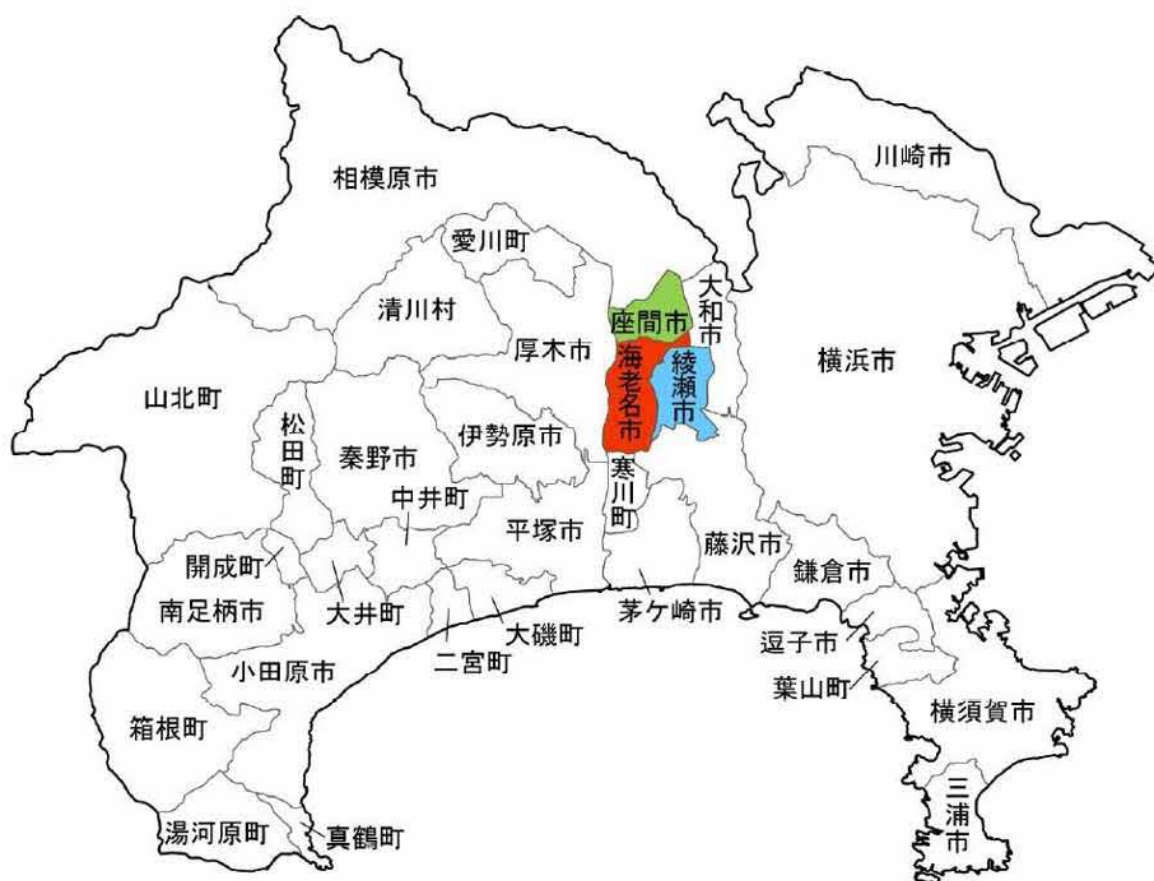 川崎市
相模原市
愛川町
大和市
清川村
座間市
厚木市
海老名市
綾瀬市
横浜市
山北町
松田町
伊勢原市
秦野市
寒川町
中井町
平塚市
藤沢市
開成町
鎌倉市
南足柄市
大井町
茅ケ崎市
大磯町
逗子市
二宮町
小田原市
葉山町
横須賀市
箱根町
三浦市
湯河原町
真鶴町